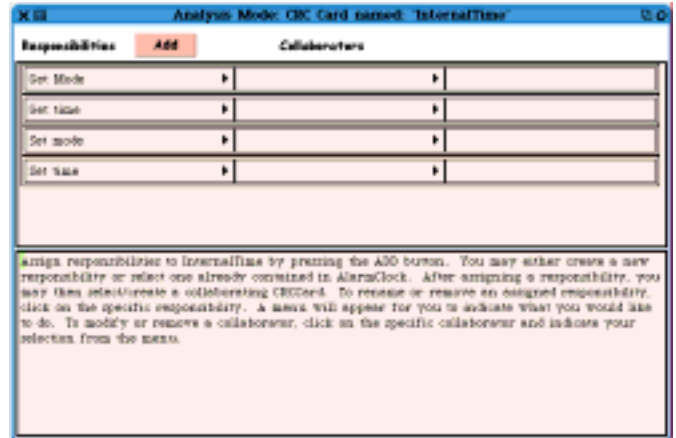 Analysis Mode: CRC Card named: 'InternalTime'
Responsibilities Add Collaborators
Get Mode
Get time
Set mode
Set time
Assign responsibilities to InternalTime by pressing the ADD button. You may either create a new
responsibility or select one already contained in AlarmClock. After assigning a responsibility, you
may then select/create a collaborating CRCCard. To rename or remove an assigned responsibility,
click on the specific responsibility. A menu will appear for you to indicate what you would like
to do. To modify or remove a collaborator, click on the specific collaborator and indicate your
selection from the menu.